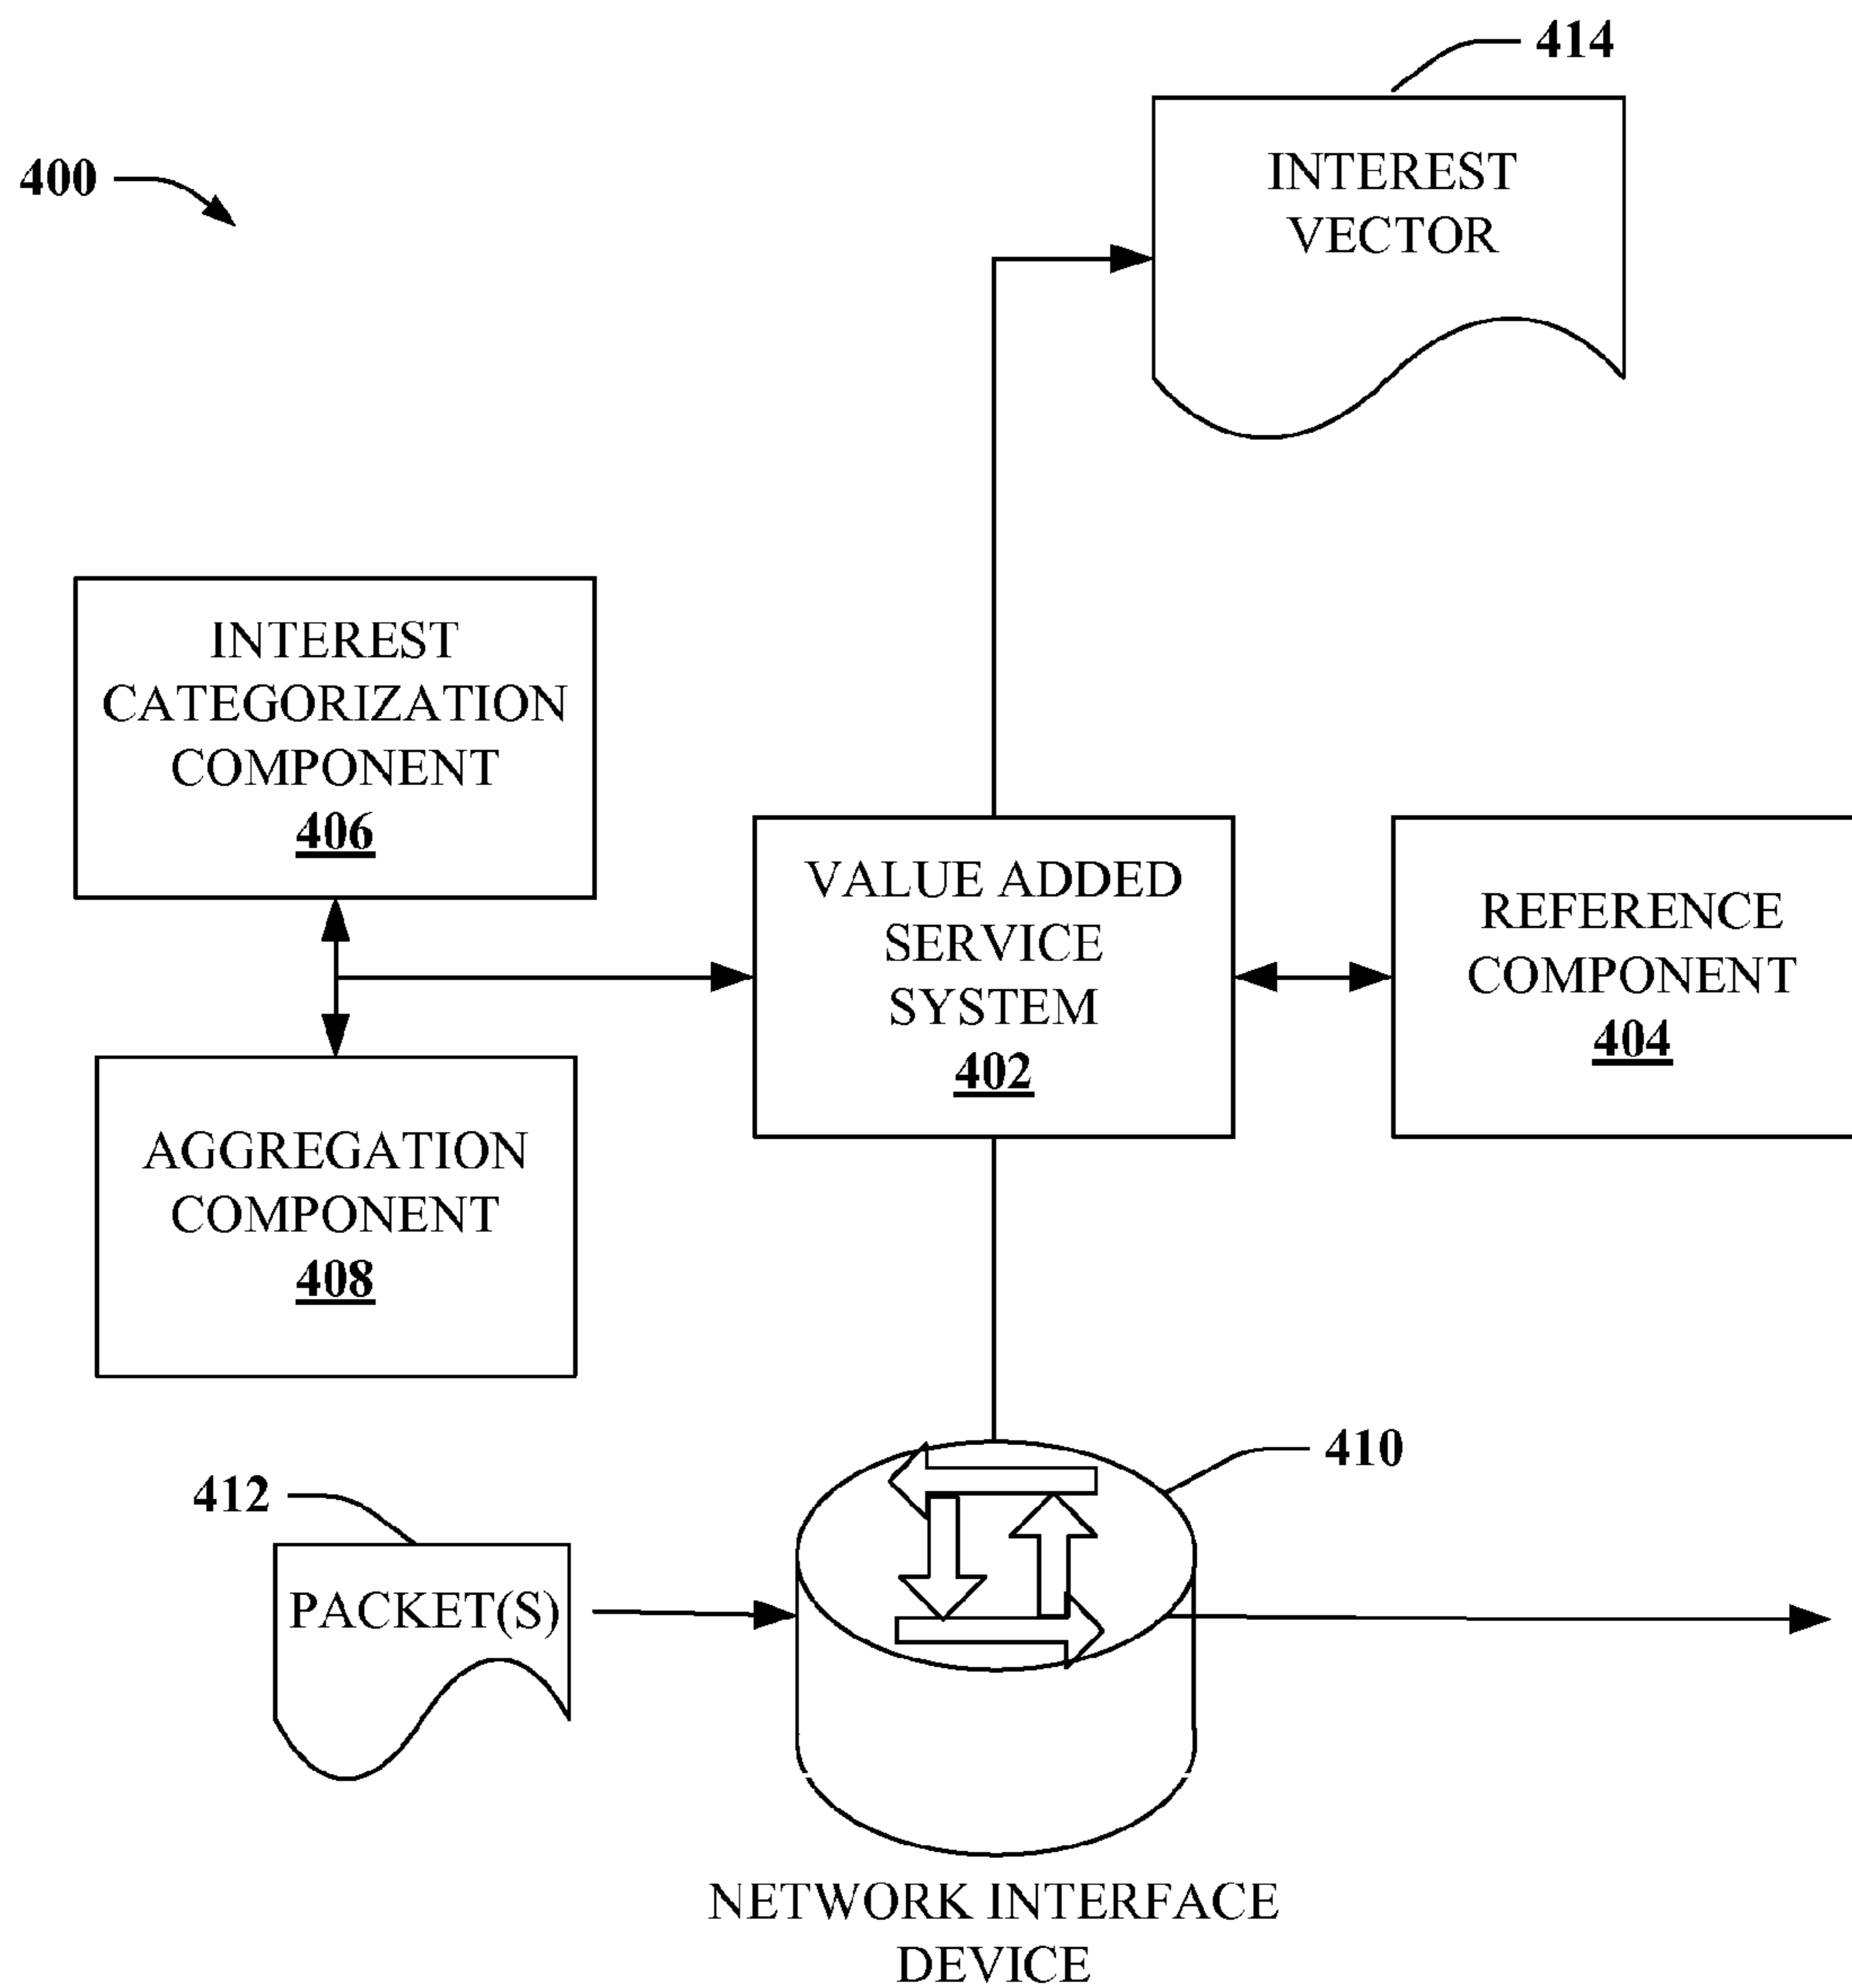 414
400
INTEREST
VECTOR
INTEREST
CATEGORIZATION
COMPONENT
406
VALUE ADDED
SERVICE
SYSTEM
402
REFERENCE
COMPONENT
404
AGGREGATION
COMPONENT
408
410
412
PACKET(S)
NETWORK INTERFACE
DEVICE